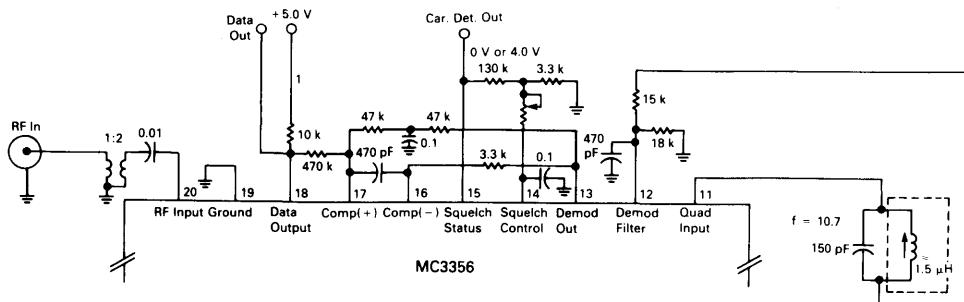 Data
Out
+ 5.0 V
Car. Det. Out
0 V or 4.0 V
130 k
3.3 k
1
15 k
RF In
1:2
0.01
10 k
47 k
47 k
0.1
470
pF
18 k
470 k
470 pF
3.3 k
0.1
20
19
18
17
16
15
14
13
12
11
RF Input
Ground
Data
Output
Comp(+)
Comp(−)
Squelch
Status
Squelch
Control
Demod
Out
Demod
Filter
Quad
Input
f = 10.7
150 pF
≈
1.5 μH
MC3356